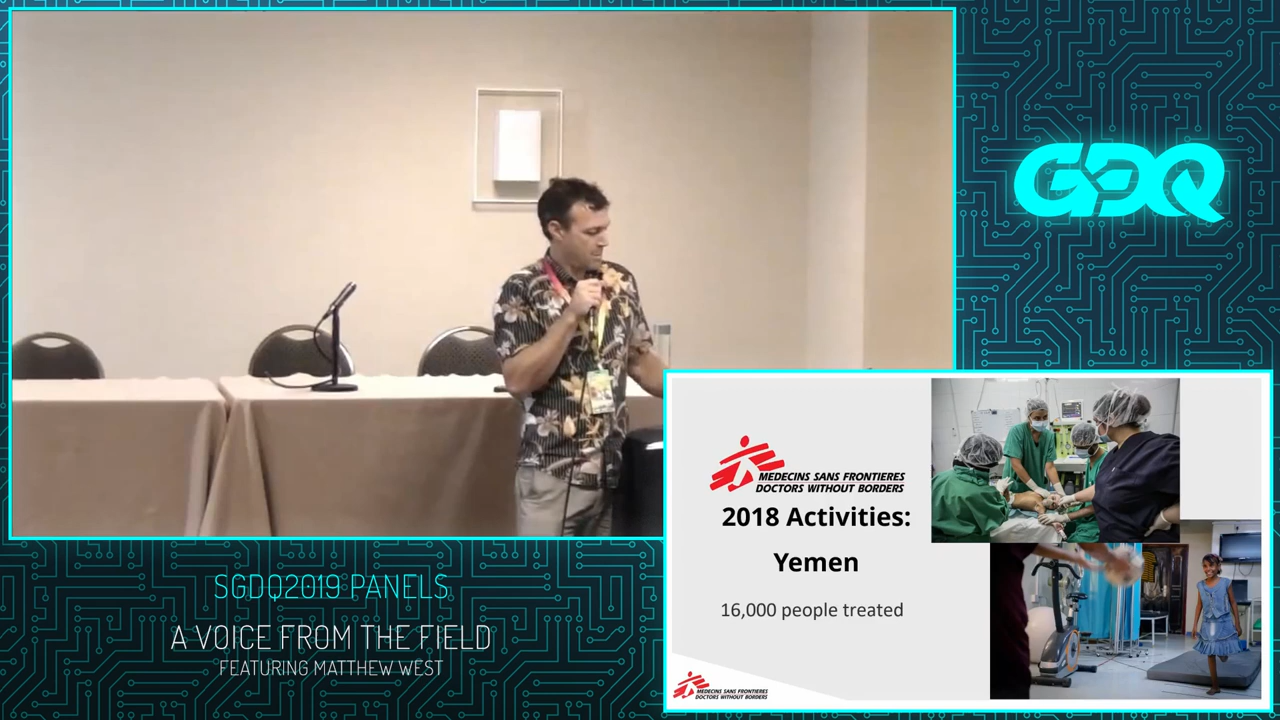 GDQ
MEDECINS SANS FRONTIERES
DOCTORS WITHOUT BORDERS
2018 Activities:
Yemen
16,000 people treated
MEDECINS SANS FRONTIERES
DOCTORS WITHOUT BORDERS
SGDQ2019 PANELS
A VOICE FROM THE FIELD
FEATURING MATTHEW WEST